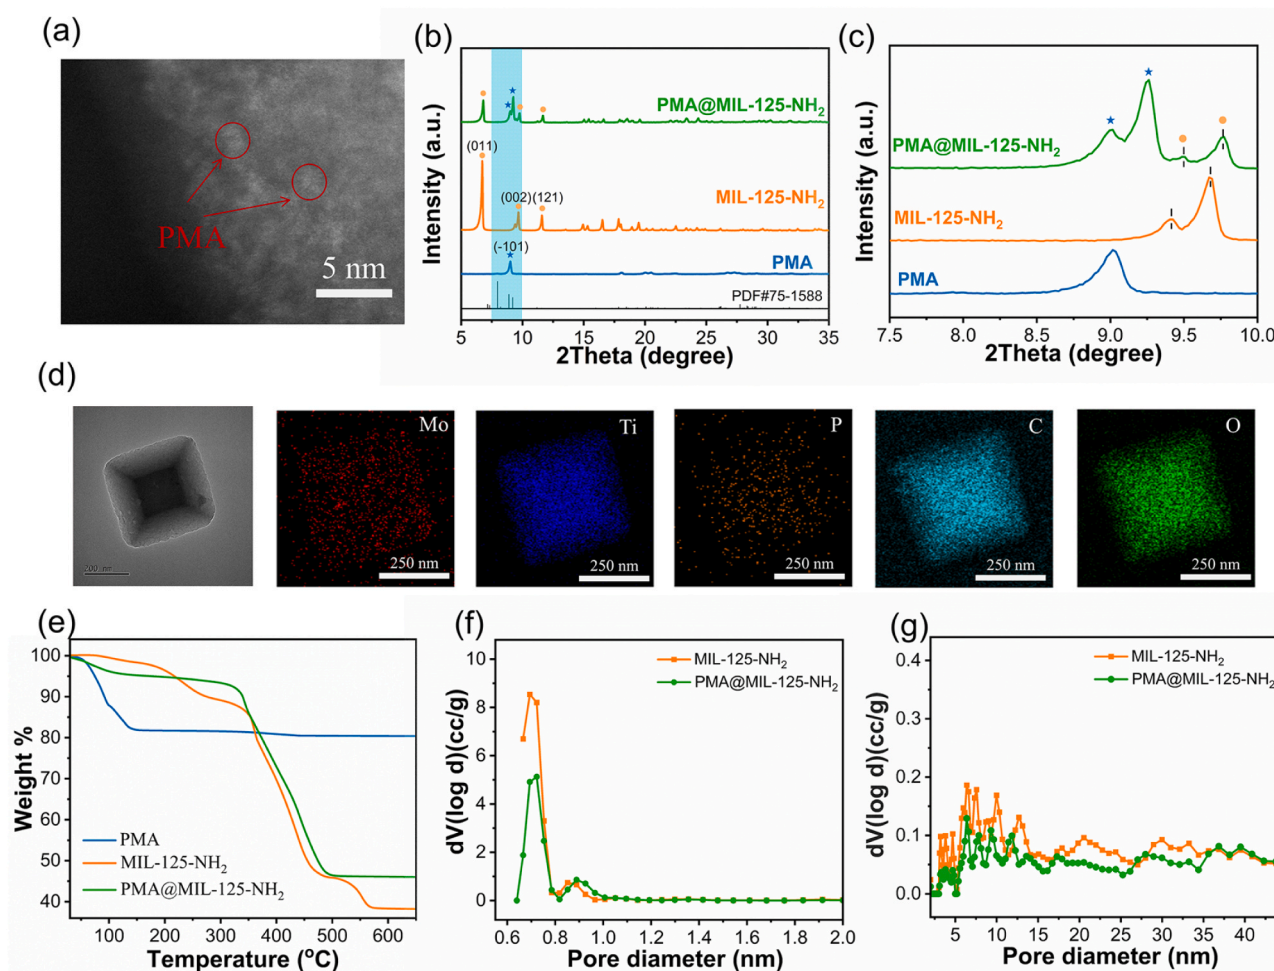 (a)
PMA
5 nm
(b)
Intensity (a.u.)
PMA@MIL-125-NH₂
(011)
MIL-125-NH₂
(002)(121)
(-101)
PMA
PDF#75-1588
5 10 15 20 25 30 35
2Theta (degree)
(c)
Intensity (a.u.)
PMA@MIL-125-NH₂
MIL-125-NH₂
PMA
7.5 8.0 8.5 9.0 9.5 10.0
2Theta (degree)
(d)
200 nm
Mo
250 nm
Ti
250 nm
P
250 nm
C
250 nm
O
250 nm
(e)
Weight %
100
90
80
70
60
50
40
PMA
MIL-125-NH₂
PMA@MIL-125-NH₂
100 200 300 400 500 600
Temperature (°C)
(f)
dV(log d)(cc/g)
10
8
6
4
2
0
MIL-125-NH₂
PMA@MIL-125-NH₂
0.6 0.8 1.0 1.2 1.4 1.6 1.8 2.0
Pore diameter (nm)
(g)
dV(log d)(cc/g)
0.4
0.3
0.2
0.1
0.0
MIL-125-NH₂
PMA@MIL-125-NH₂
5 10 15 20 25 30 35 40
Pore diameter (nm)